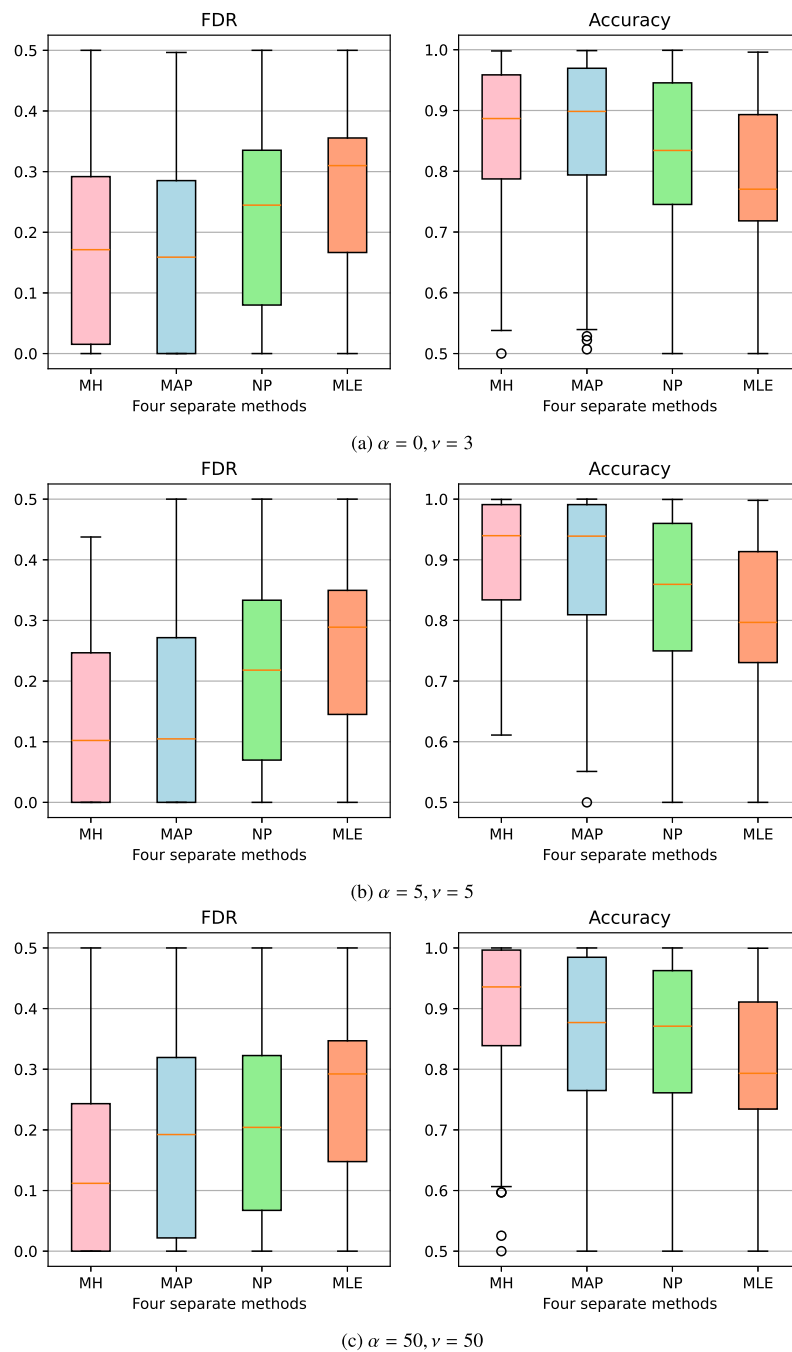 FDR
Accuracy
0.5
0.4
0.3
0.2
0.1
0.0
1.0
0.9
0.8
0.7
0.6
0.5
MH MAP NP MLE
MH MAP NP MLE
Four separate methods
Four separate methods
(a) α = 0, ν = 3
FDR
Accuracy
0.5
0.4
0.3
0.2
0.1
0.0
1.0
0.9
0.8
0.7
0.6
0.5
MH MAP NP MLE
MH MAP NP MLE
Four separate methods
Four separate methods
(b) α = 5, ν = 5
FDR
Accuracy
0.5
0.4
0.3
0.2
0.1
0.0
1.0
0.9
0.8
0.7
0.6
0.5
MH MAP NP MLE
MH MAP NP MLE
Four separate methods
Four separate methods
(c) α = 50, ν = 50